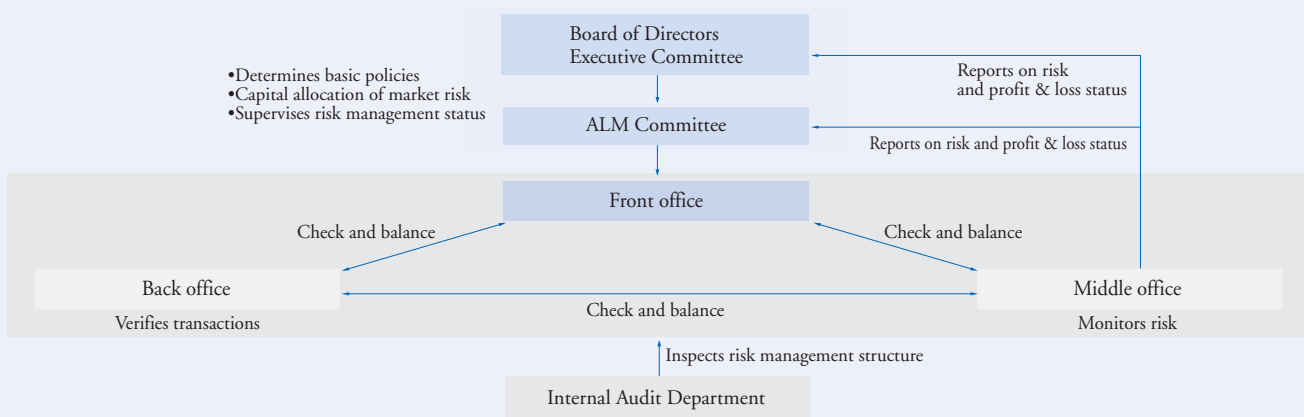 Board of Directors
Executive Committee
•Determines basic policies
•Capital allocation of market risk
•Supervises risk management status
Reports on risk
and profit & loss status
ALM Committee
Reports on risk and profit & loss status
Front office
Check and balance
Check and balance
Back office
Middle office
Check and balance
Verifies transactions
Monitors risk
Inspects risk management structure
Internal Audit Department